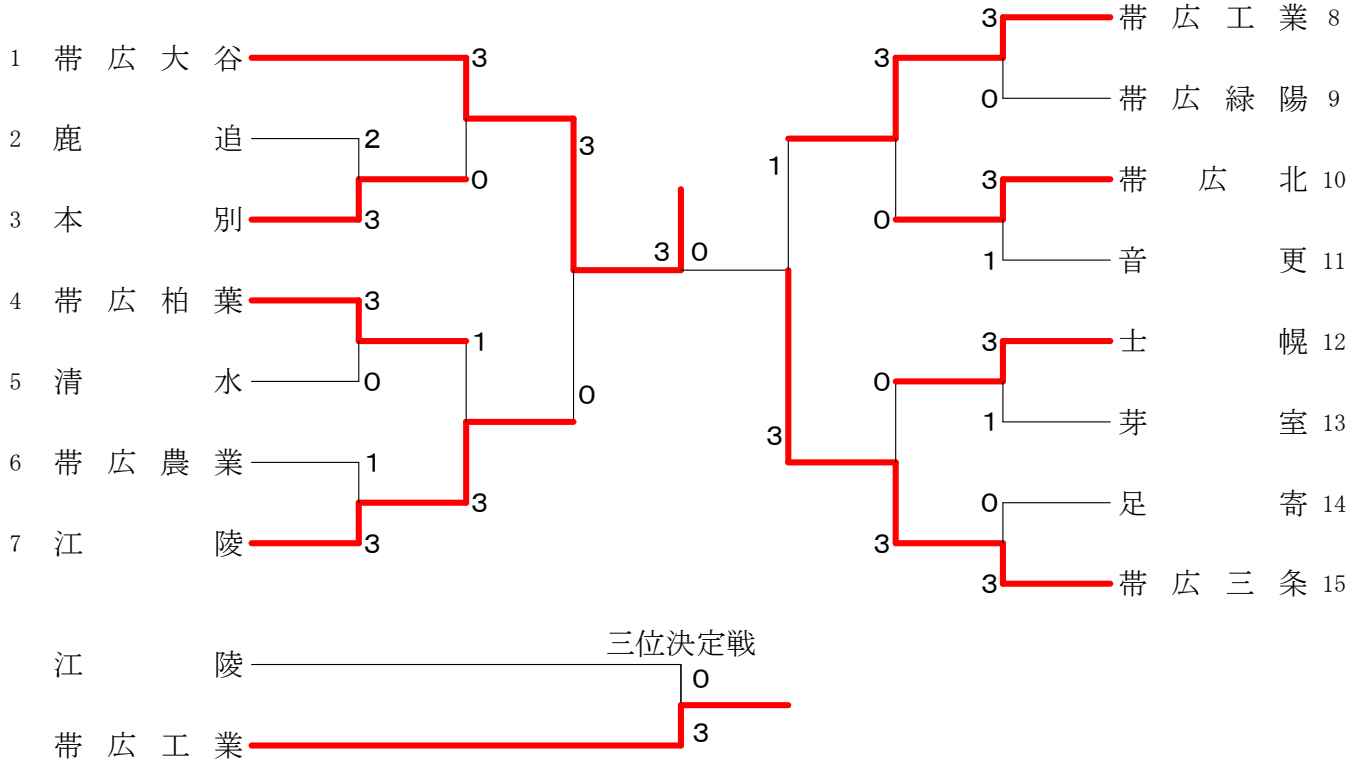 1 帯広大谷 3
2 鹿追 2
0
3 本別 3
3
4 帯広柏葉 3
1
5 清水 0
0
6 帯広農業 1
3
7 江陵 3
3 0
3 帯広工業 8
3
0 帯広緑陽 9
1
3 帯広北 10
0
1 音更 11
3 士幌 12
0
1 芽室 13
3
0 足寄 14
3
3 帯広三条 15
三位決定戦
江陵 0
帯広工業 3